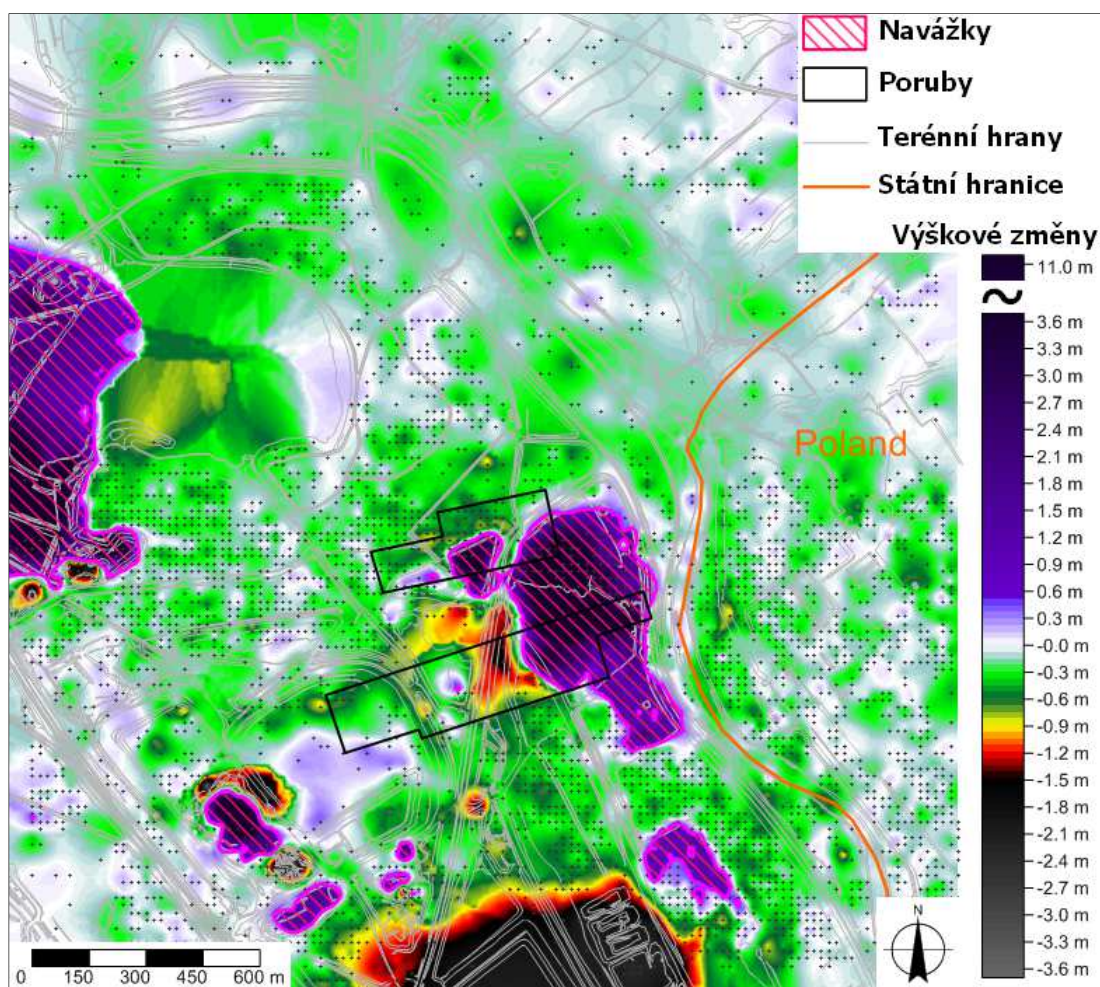 Navážky
Poruby
Terénní hrany
Státní hranice
Výškové změny
11.0 m
3.6 m
3.3 m
3.0 m
2.7 m
2.4 m
2.1 m
1.8 m
1.5 m
1.2 m
0.9 m
0.6 m
0.3 m
-0.0 m
-0.3 m
-0.6 m
-0.9 m
-1.2 m
-1.5 m
-1.8 m
-2.1 m
-2.4 m
-2.7 m
-3.0 m
-3.3 m
-3.6 m
Poland
N
0 150 300 450 600 m